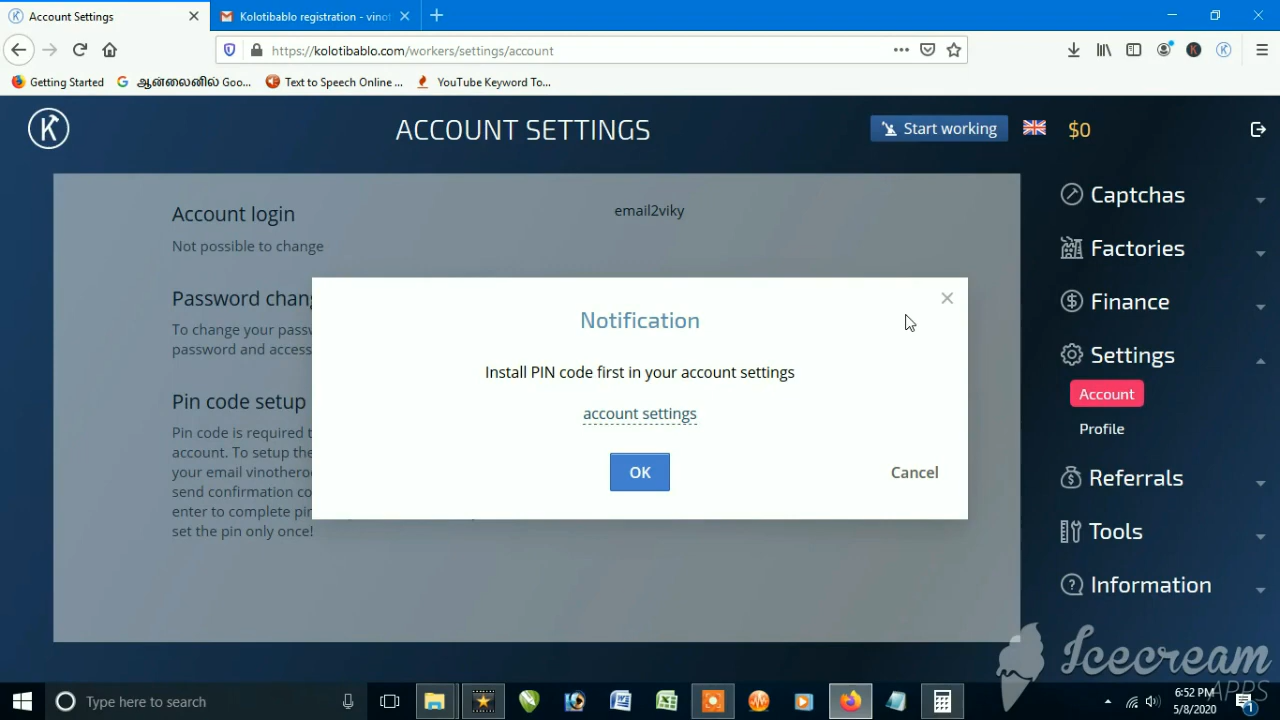 Account Settings
Kolotibablo registration - vinot
https://kolotibablo.com/workers/settings/account
Getting Started
ஆன்லைனில் Goo...
Text to Speech Online ...
YouTube Keyword To...
ACCOUNT SETTINGS
Start working
$0
Account login
email2viky
Not possible to change
Password chang
To change your passw
password and access
Pin code setup
Pin code is required t
account. To setup the
your email vinothero
send confirmation co
enter to complete pin
set the pin only once!
Notification
Install PIN code first in your account settings
account settings
OK
Cancel
Captchas
Factories
Finance
Settings
Account
Profile
Referrals
Tools
Information
Icecream
APPS
Type here to search
6:52 PM
5/8/2020